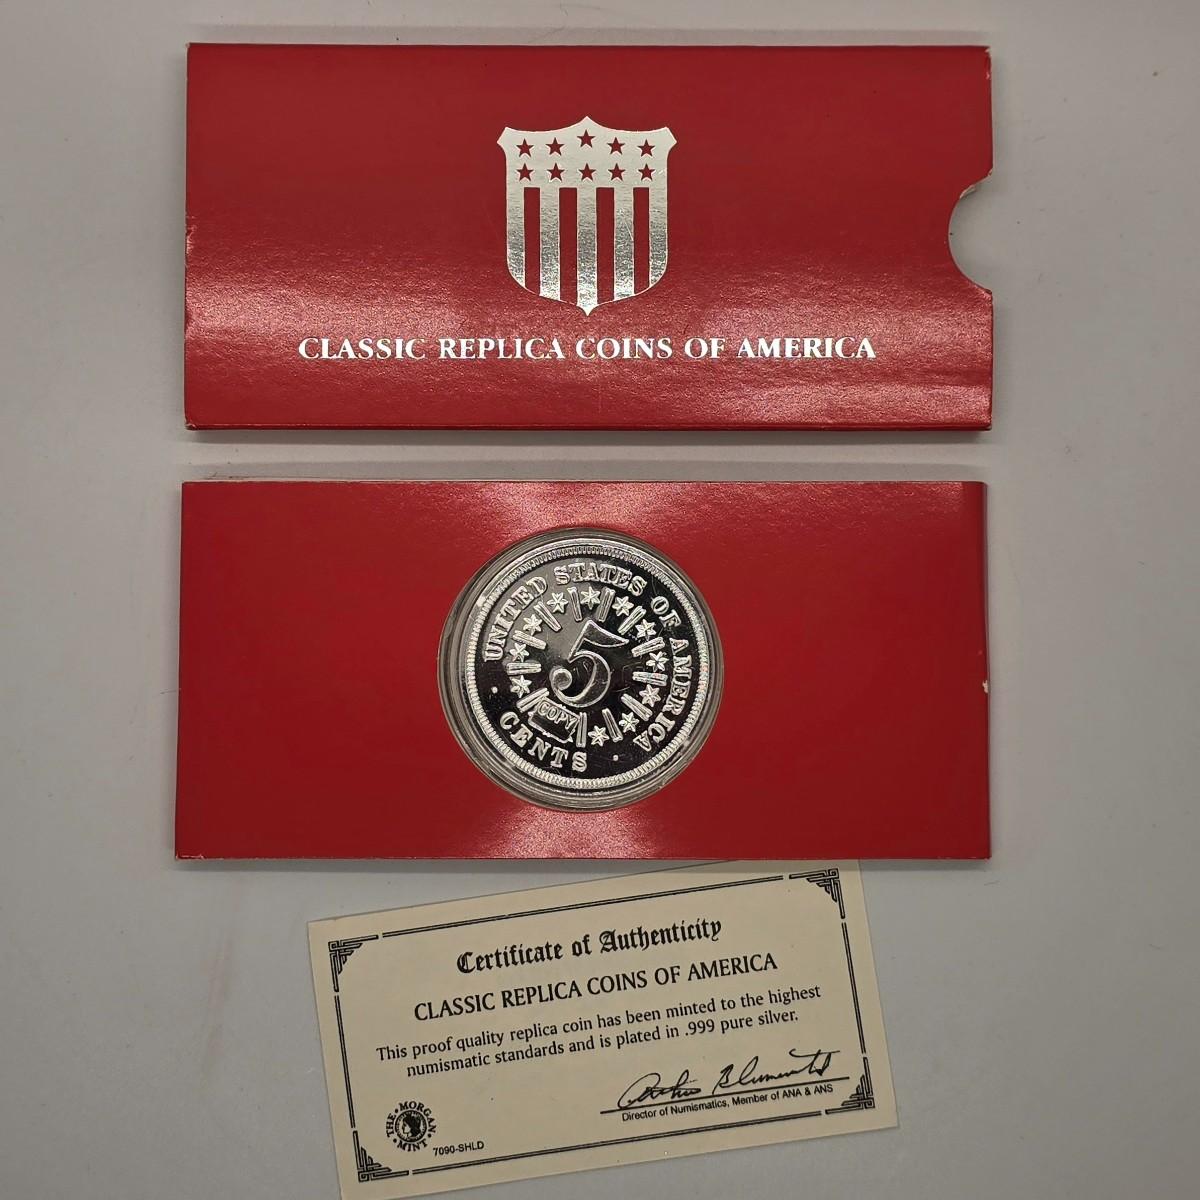 CLASSIC REPLICA COINS OF AMERICA
UNITED STATES OF AMERICA
5
COPY
CENTS
Certificate of Authenticity
CLASSIC REPLICA COINS OF AMERICA
This proof quality replica coin has been minted to the highest
numismatic standards and is plated in .999 pure silver.
Director of Numismatics, Member of ANA & ANS
THE MORGAN MINT
7090-SHLD